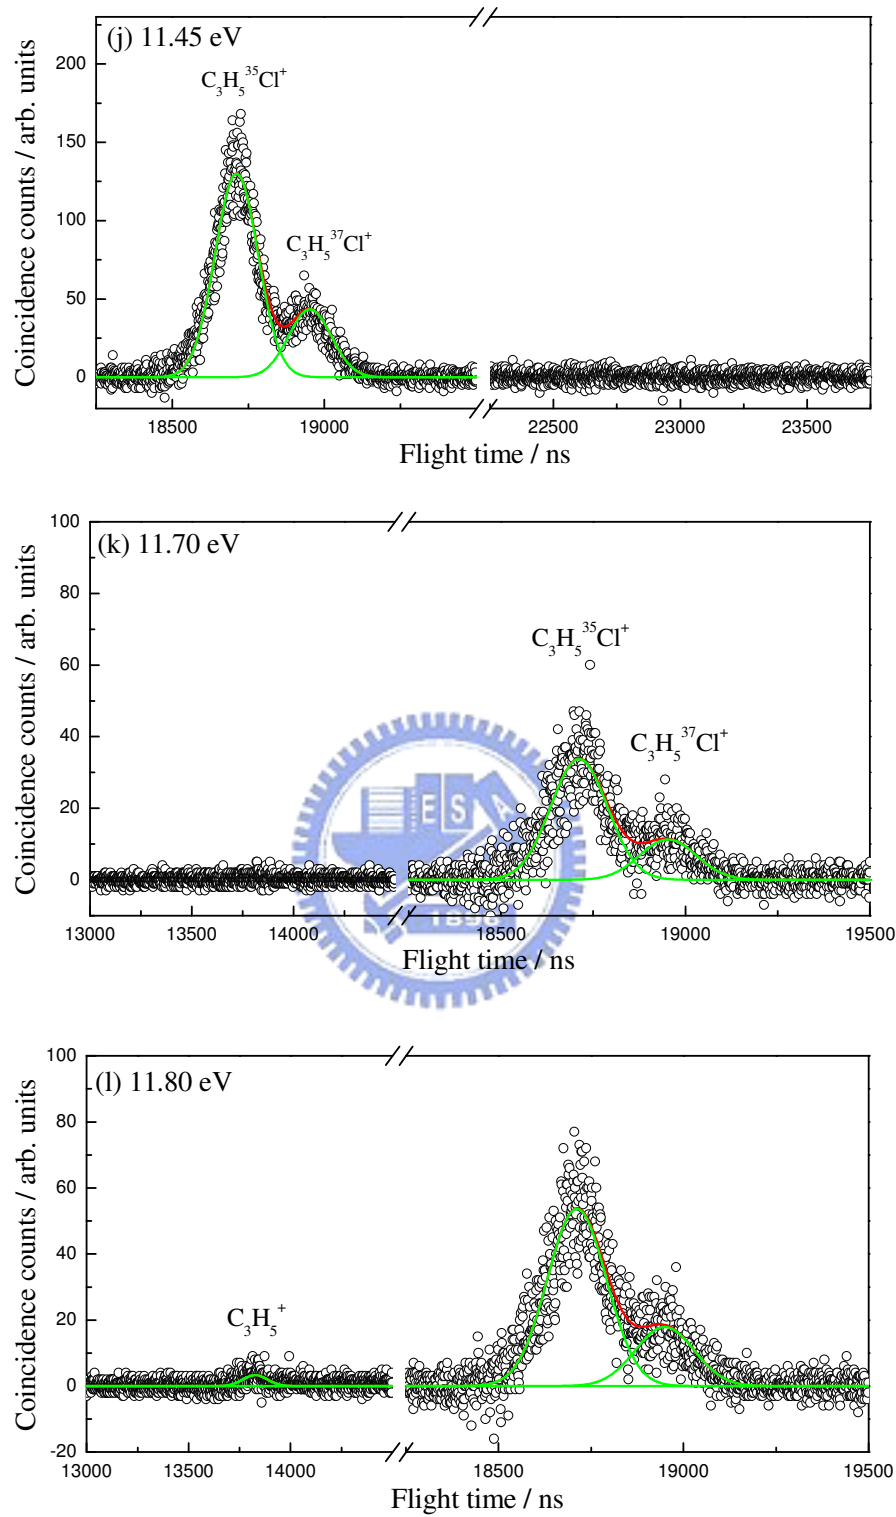 (j) 11.45 eV
C₃H₅³⁵Cl⁺
C₃H₅³⁷Cl⁺
Coincidence counts / arb. units
200
150
100
50
0
18500 19000 22500 23000 23500
Flight time / ns
(k) 11.70 eV
C₃H₅³⁵Cl⁺
C₃H₅³⁷Cl⁺
Coincidence counts / arb. units
100
80
60
40
20
0
13000 13500 14000 18500 19000 19500
Flight time / ns
E S A
1896
(l) 11.80 eV
C₃H₅⁺
Coincidence counts / arb. units
100
80
60
40
20
0
-20
13000 13500 14000 18500 19000 19500
Flight time / ns